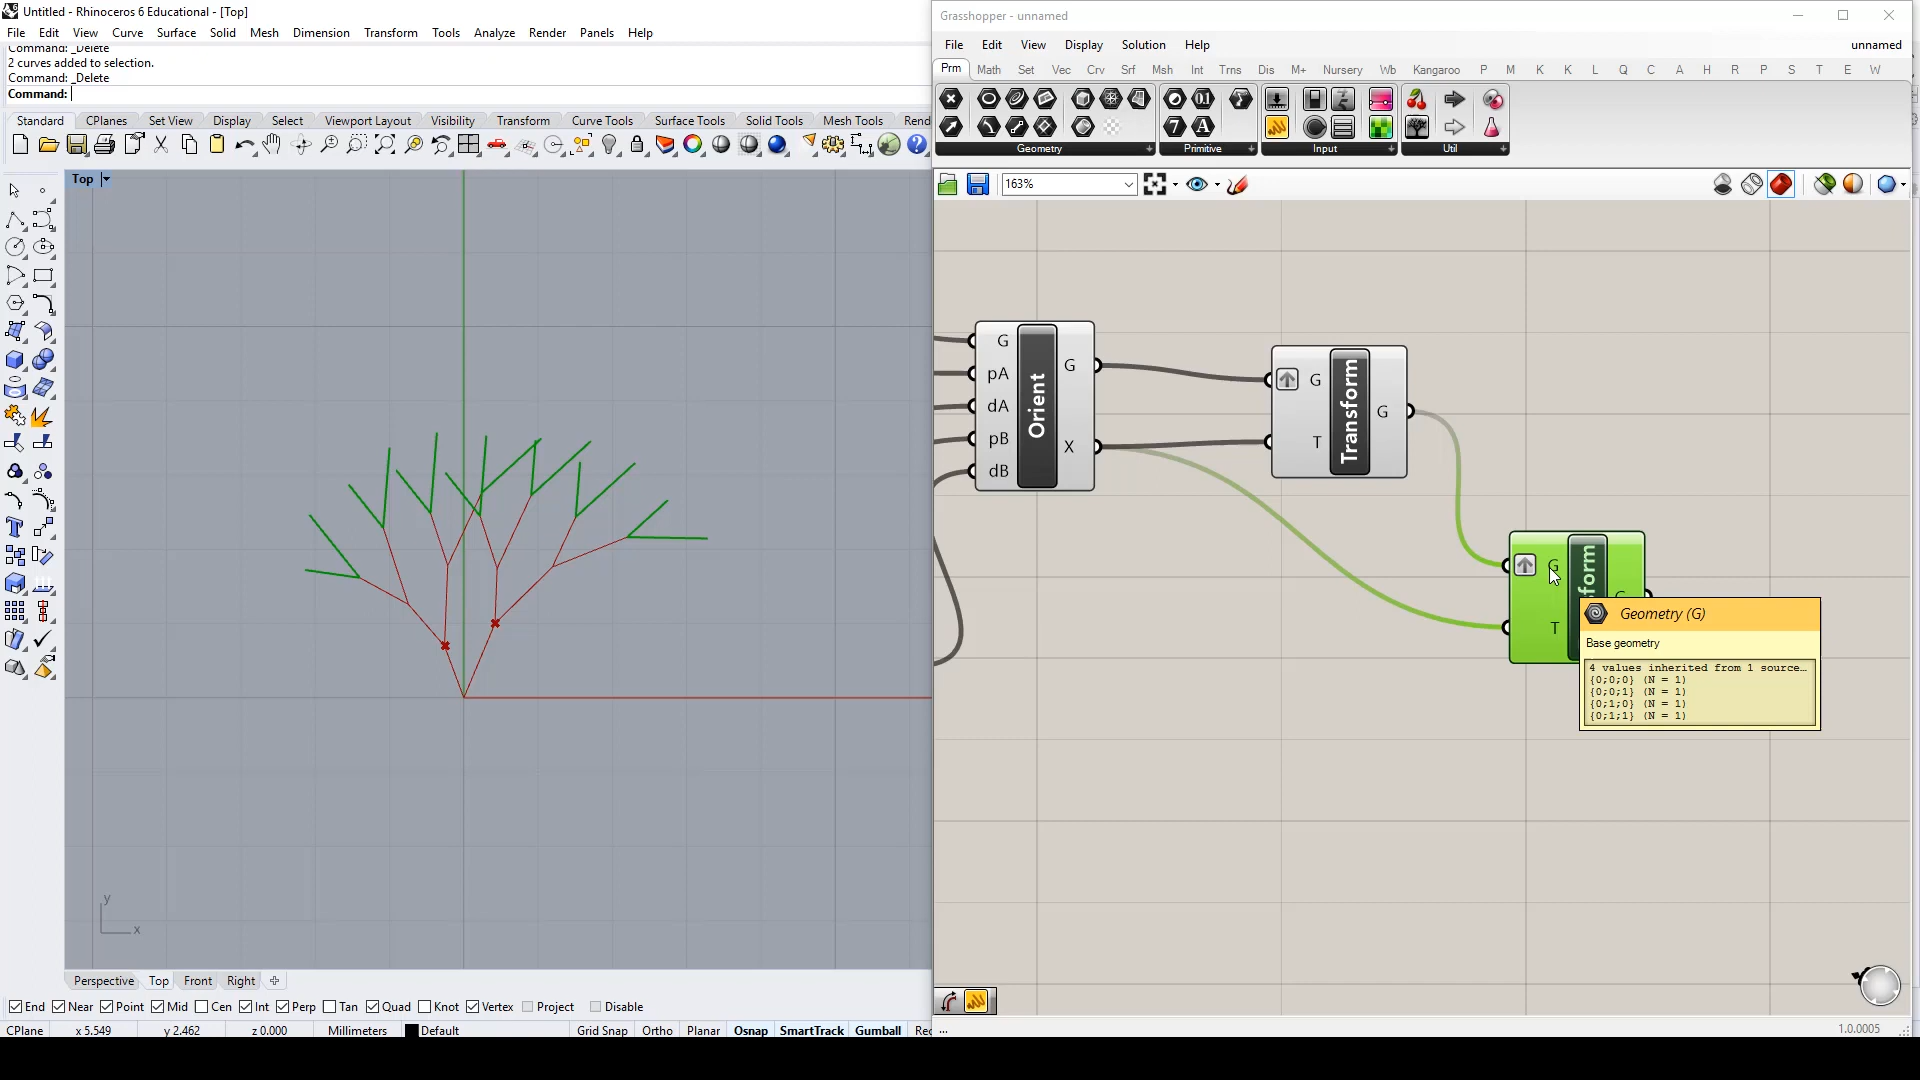 Untitled - Rhinoceros 6 Educational - [Top]
File Edit View Curve Surface Solid Mesh Dimension Transform Tools Analyze Render Panels Help
Command: _Delete
2 curves added to selection.
Command: _Delete
Command:
Standard CPlanes Set View Display Select Viewport Layout Visibility Transform Curve Tools Surface Tools Solid Tools Mesh Tools Rend
Top
y
x
Perspective Top Front Right
End Near Point Mid Cen Int Perp Tan Quad Knot Vertex Project Disable
CPlane x 5.549 y 2.462 z 0.000 Millimeters Default Grid Snap Ortho Planar Osnap SmartTrack Gumball Rec
Grasshopper - unnamed
File Edit View Display Solution Help unnamed
Prm Math Set Vec Crv Srf Msh Int Trns Dis M+ Nursery Wb Kangaroo P M K K L Q C A H R P S T E W
Geometry Primitive Input Util
163%
G
pA
dA
pB
dB
Orient
G
X
G
T
Transform
G
G
T
form
G
Geometry (G)
Base geometry
4 values inherited from 1 source...
{0;0;0} (N = 1)
{0;0;1} (N = 1)
{0;1;0} (N = 1)
{0;1;1} (N = 1)
...
1.0.0005